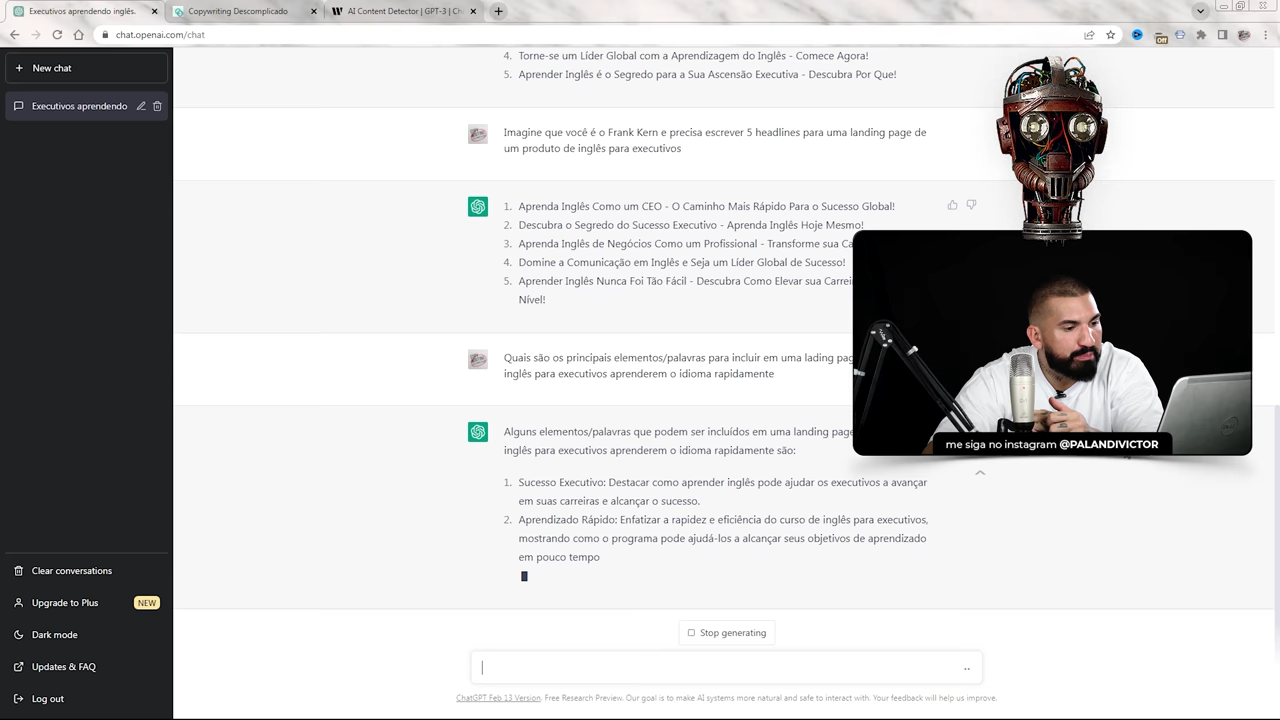 Executivos aprendendo inglês.
Copywriting Descomplicado
AI Content Detector | GPT-3 | Ch
chat.openai.com/chat
Off
New chat
Executivos aprendendo
4. Torne-se um Líder Global com a Aprendizagem do Inglês - Comece Agora!
5. Aprender Inglês é o Segredo para a Sua Ascensão Executiva - Descubra Por Que!
Imagine que você é o Frank Kern e precisa escrever 5 headlines para uma landing page de
um produto de inglês para executivos
1. Aprenda Inglês Como um CEO - O Caminho Mais Rápido Para o Sucesso Global!
2. Descubra o Segredo do Sucesso Executivo - Aprenda Inglês Hoje Mesmo!
3. Aprenda Inglês de Negócios Como um Profissional - Transforme sua Ca
4. Domine a Comunicação em Inglês e Seja um Líder Global de Sucesso!
5. Aprender Inglês Nunca Foi Tão Fácil - Descubra Como Elevar sua Carrei
Nível!
Quais são os principais elementos/palavras para incluir em uma lading pag
inglês para executivos aprenderem o idioma rapidamente
Alguns elementos/palavras que podem ser incluídos em uma landing page
inglês para executivos aprenderem o idioma rapidamente são:
me siga no instagram @PALANDIVICTOR
1. Sucesso Executivo: Destacar como aprender inglês pode ajudar os executivos a avançar
em suas carreiras e alcançar o sucesso.
2. Aprendizado Rápido: Enfatizar a rapidez e eficiência do curso de inglês para executivos,
mostrando como o programa pode ajudá-los a alcançar seus objetivos de aprendizado
em pouco tempo
Clear conversations
Upgrade to Plus NEW
Dark mode
Updates & FAQ
Log out
Stop generating
ChatGPT Feb 13 Version. Free Research Preview. Our goal is to make AI systems more natural and safe to interact with. Your feedback will help us improve.